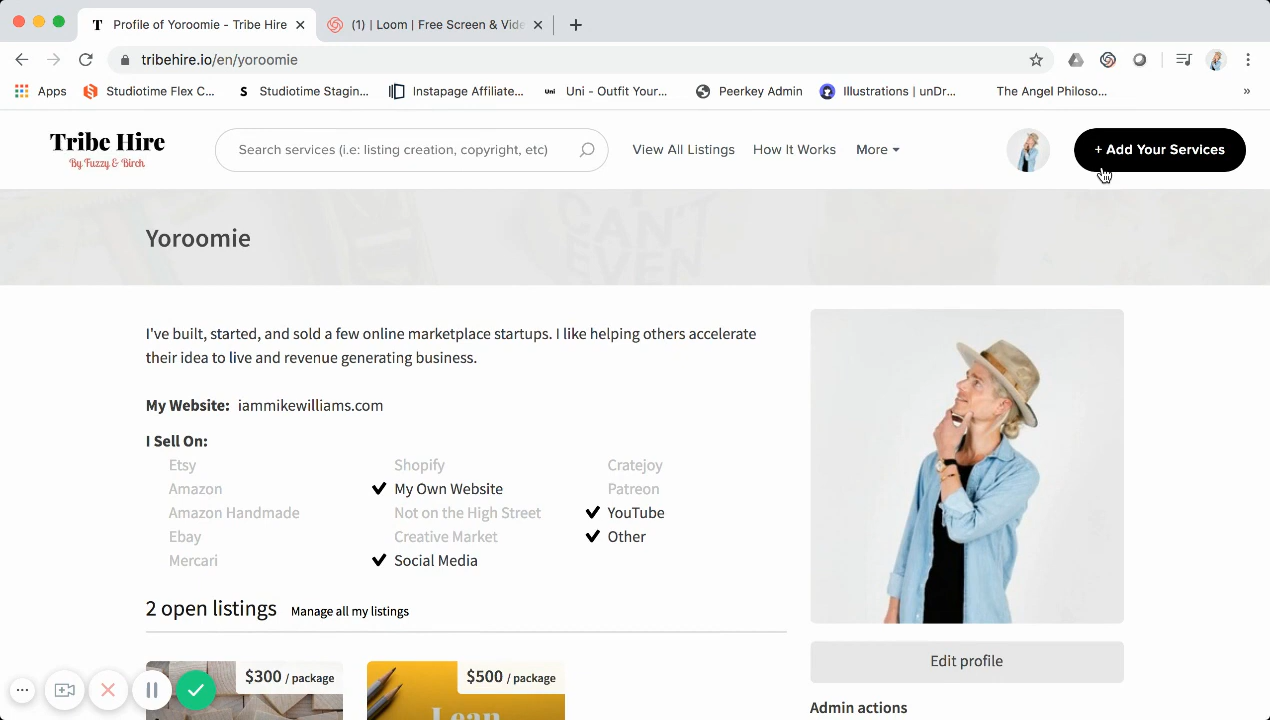 Profile of Yoroomie - Tribe Hire
(1) | Loom | Free Screen & Vide
tribehire.io/en/yoroomie
Apps
Studiotime Flex C...
S Studiotime Stagin...
Instapage Affiliate...
Uni Uni - Outfit Your...
Peerkey Admin
Illustrations | unDr...
The Angel Philoso...
»
Tribe Hire
By Fuzzy & Birch
Search services (i.e: listing creation, copyright, etc)
View All Listings
How It Works
More
+ Add Your Services
CAN'T
EVEN
Yoroomie
I've built, started, and sold a few online marketplace startups. I like helping others accelerate
their idea to live and revenue generating business.
My Website: iammikewilliams.com
I Sell On:
Etsy
Amazon
Amazon Handmade
Ebay
Mercari
Shopify
My Own Website
Not on the High Street
Creative Market
Social Media
Cratejoy
Patreon
YouTube
Other
2 open listings Manage all my listings
$300 / package
$500 / package
Lean
Edit profile
Admin actions